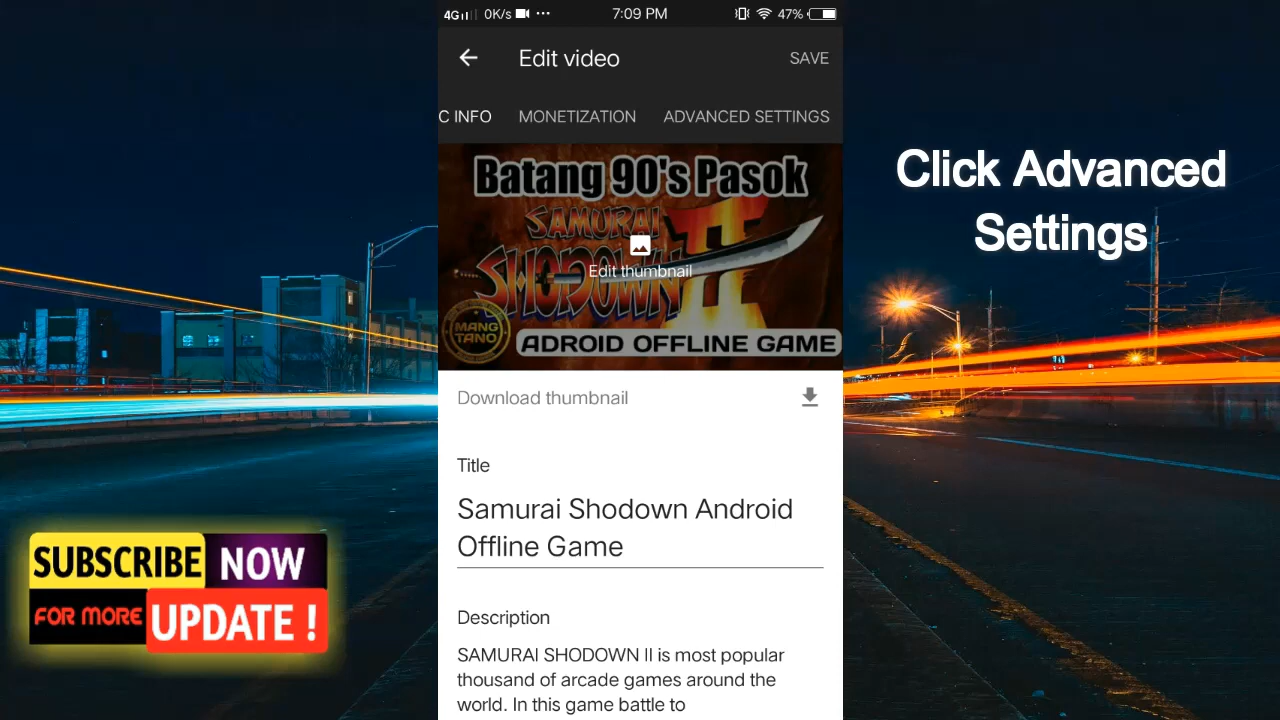 4G 0K/s ... 7:09 PM 47%
Edit video SAVE
C INFO MONETIZATION ADVANCED SETTINGS
Batang 90's Pasok
SAMURAI
SHODOWN II
Edit thumbnail
MANG
TANO
ADROID OFFLINE GAME
Download thumbnail
Title
Samurai Shodown Android
Offline Game
Description
SAMURAI SHODOWN II is most popular
thousand of arcade games around the
world. In this game battle to
Click Advanced
Settings
SUBSCRIBE NOW
FOR MORE UPDATE !